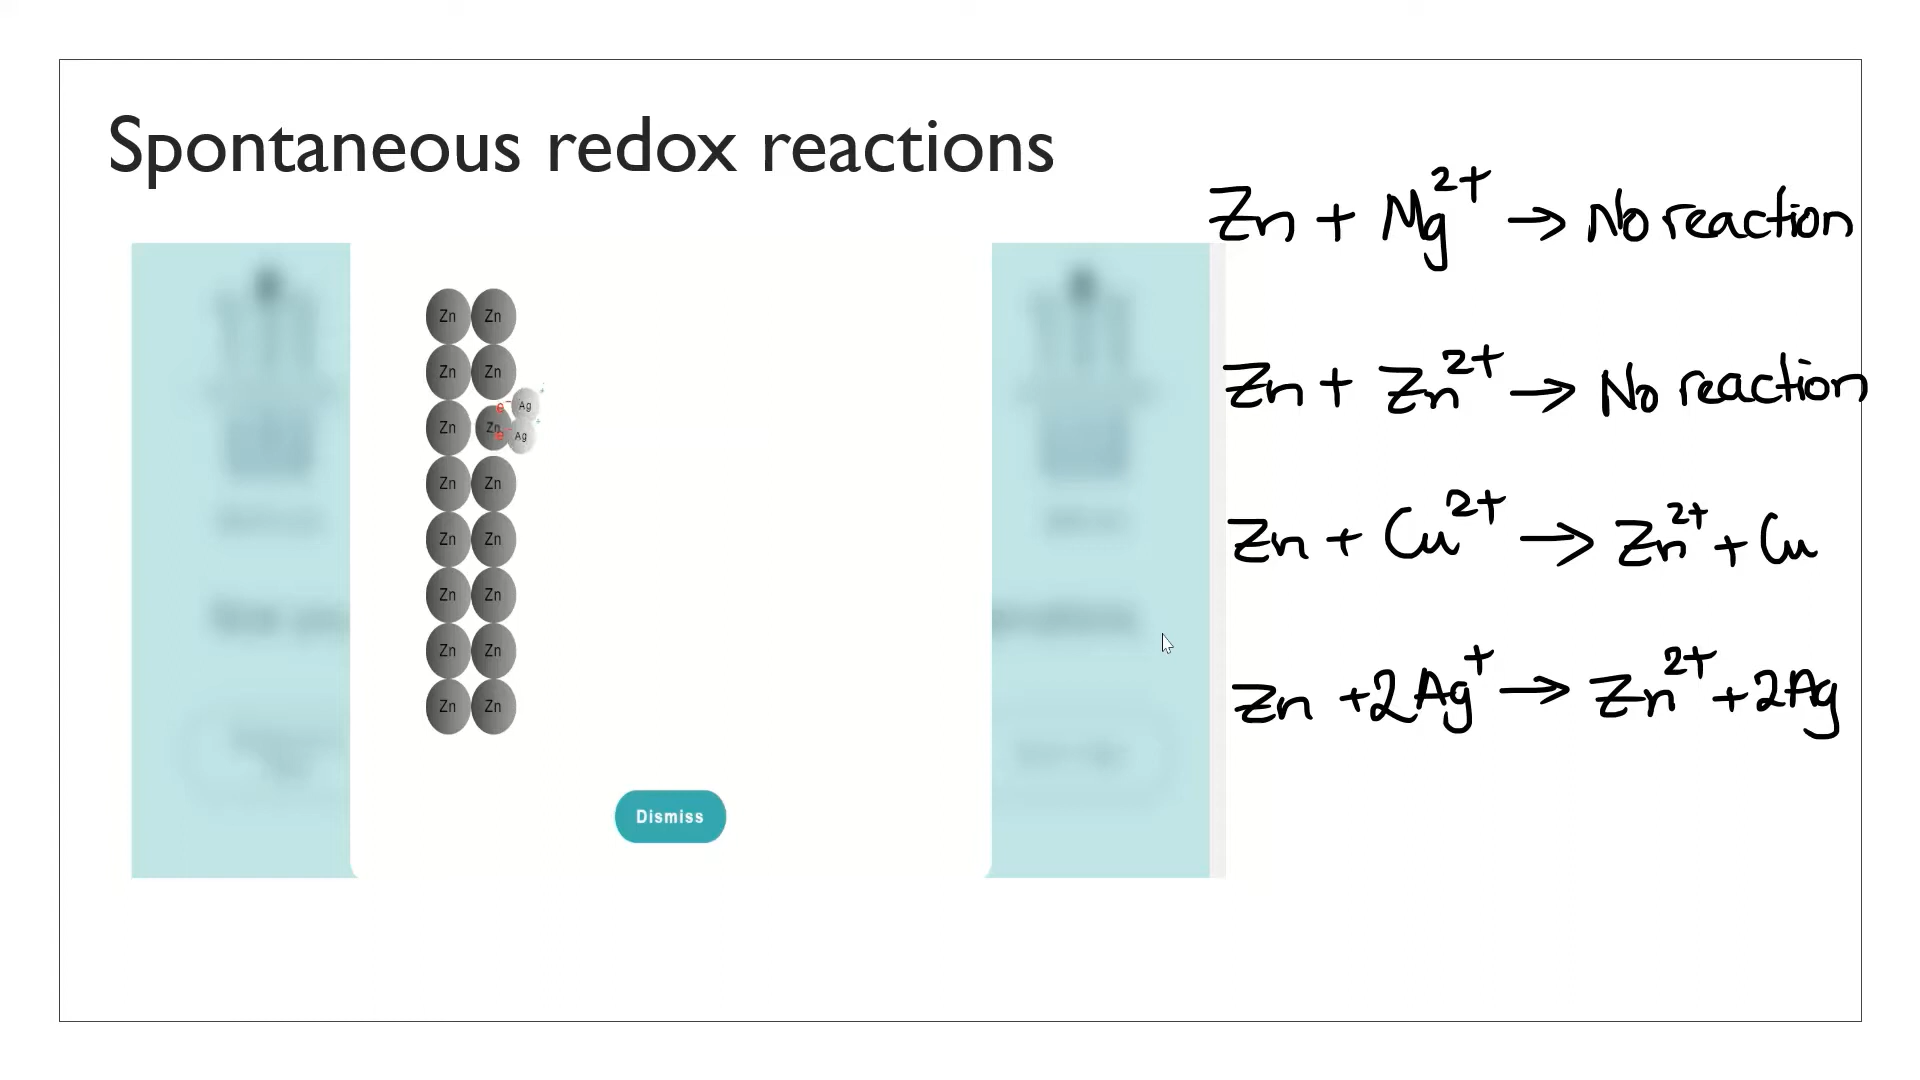 Spontaneous redox reactions
Zn + Mg²⁺ → No reaction
Zn + Zn²⁺ → No reaction
Zn + Cu²⁺ → Zn²⁺ + Cu
Zn + 2Ag⁺ → Zn²⁺ + 2Ag
Zn Zn
Zn Zn
e⁻ Ag +
Zn Zn e⁻ Ag +
Zn Zn
Zn Zn
Zn Zn
Zn Zn
Zn Zn
Dismiss